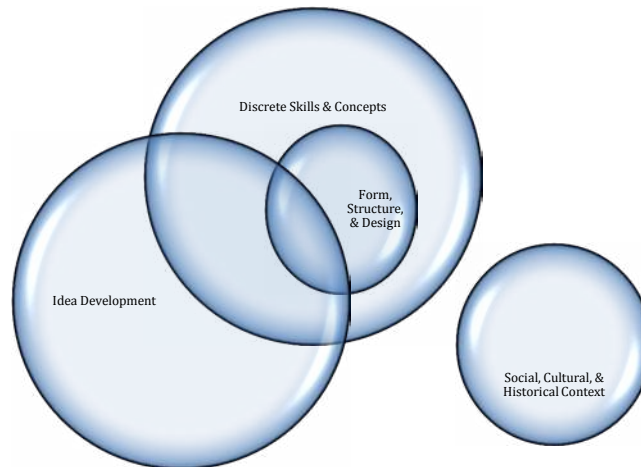 Discrete Skills & Concepts
Form,
Structure,
& Design
Idea Development
Social, Cultural, &
Historical Context